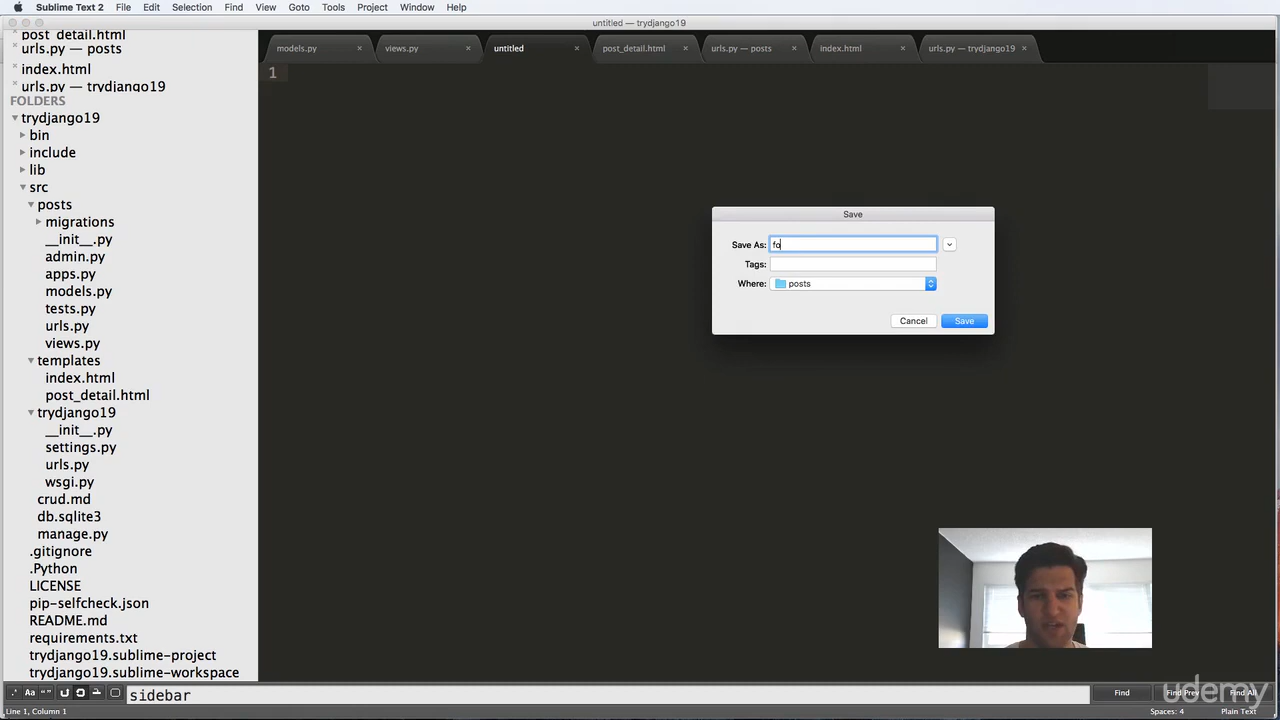 Sublime Text 2 File Edit Selection Find View Goto Tools Project Window Help
untitled — trydjango19
models.py × views.py × untitled × post_detail.html × urls.py — posts × index.html × urls.py — trydjango19 ×
post_detail.html
urls.py — posts
index.html
urls.py — trydjango19
FOLDERS
trydjango19
bin
include
lib
src
posts
migrations
__init__.py
admin.py
apps.py
models.py
tests.py
urls.py
views.py
templates
index.html
post_detail.html
trydjango19
__init__.py
settings.py
urls.py
wsgi.py
crud.md
db.sqlite3
manage.py
.gitignore
.Python
LICENSE
pip-selfcheck.json
README.md
requirements.txt
trydjango19.sublime-project
trydjango19.sublime-workspace
1
Save
Save As: fo
Tags:
Where: posts
Cancel Save
.* Aa “” sidebar Find Find Prev Find All
udemy
Line 1, Column 1 Spaces: 4 Plain Text